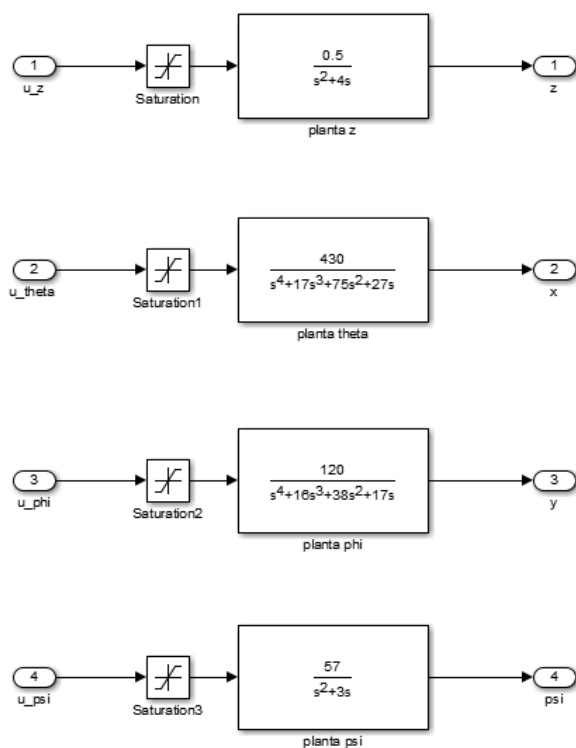 1
u_z
Saturation
0.5
s²+4s
planta z
1
z
2
u_theta
Saturation1
430
s⁴+17s³+75s²+27s
planta theta
2
x
3
u_phi
Saturation2
120
s⁴+16s³+38s²+17s
planta phi
3
y
4
u_psi
Saturation3
57
s²+3s
planta psi
4
psi